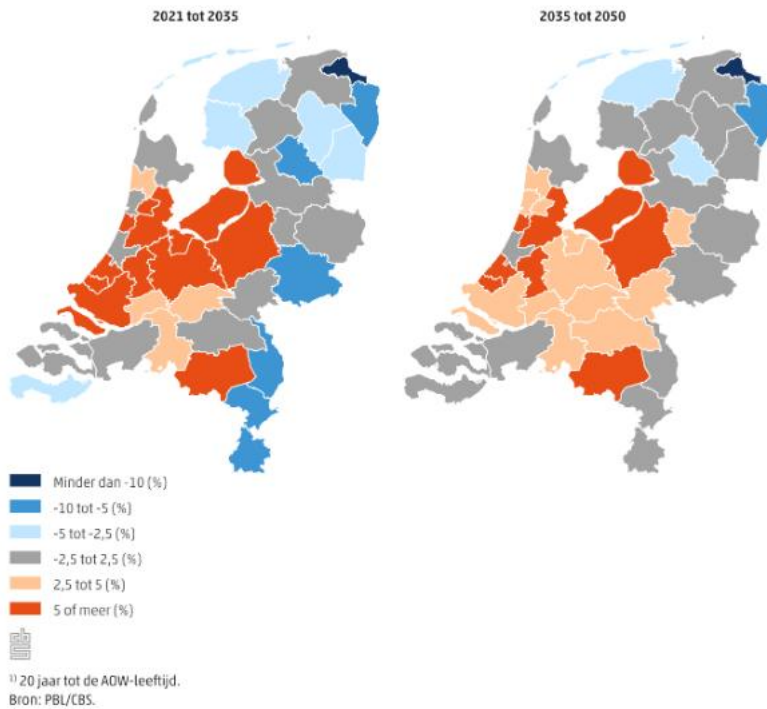 2021 tot 2035
2035 tot 2050
Minder dan -10 (%)
-10 tot -5 (%)
-5 tot -2,5 (%)
-2,5 tot 2,5 (%)
2,5 tot 5 (%)
5 of meer (%)
¹⁾ 20 jaar tot de AOW-leeftijd.
Bron: PBL/CBS.